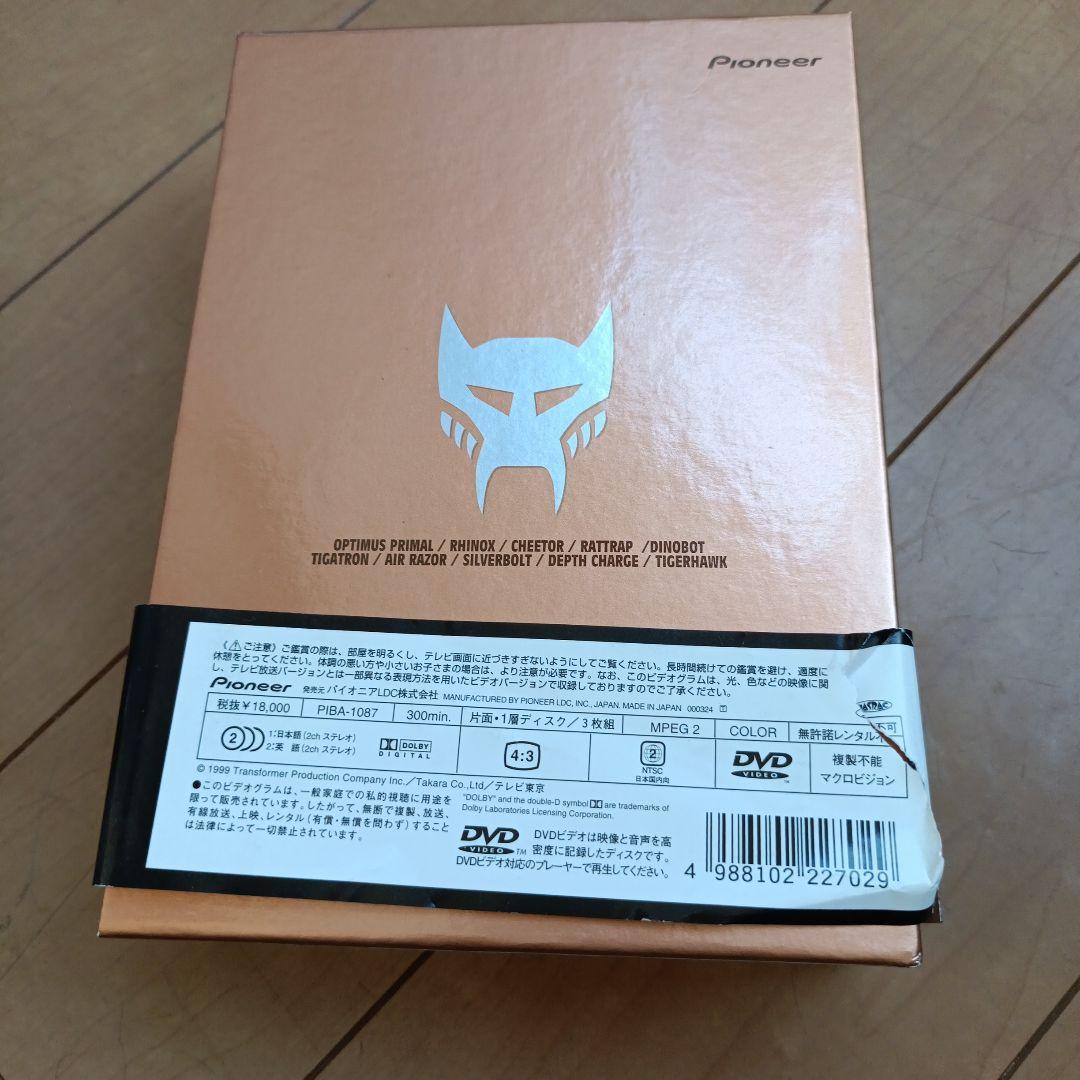 Pioneer
OPTIMUS PRIMAL / RHINOX / CHEETOR / RATTRAP /DINOBOT
TIGATRON / AIR RAZOR / SILVERBOLT / DEPTH CHARGE / TIGERHAWK
《⚠ご注意》ご鑑賞の際は、部屋を明るくし、テレビ画面に近づきすぎないようにしてご覧ください。長時間続けての鑑賞を避け、適度に
休憩をとってください。体調の悪い方や小さいお子さまの場合は、より注意が必要です。なお、このビデオグラムは、光、色などの映像に関
し、テレビ放送バージョンとは一部異なる表現方法を用いたビデオバージョンで収録しておりますのでご了承ください。
Pioneer 発売元 パイオニアLDC株式会社 MANUFACTURED BY PIONEER LDC, INC., JAPAN. MADE IN JAPAN 000324 T
JASRAC
税抜¥18,000 PIBA-1087 300min. 片面・1層ディスク/3枚組 MPEG 2 COLOR 無許諾レンタル不可
2 1:日本語(2chステレオ)
2:英 語(2chステレオ)
DOLBY
DIGITAL
4:3
2
NTSC
日本国内向
DVD
VIDEO ™
複製不能
マクロビジョン
© 1999 Transformer Production Company Inc./Takara Co.,Ltd/テレビ東京
●このビデオグラムは、一般家庭での私的視聴に用途を
限って販売されています。したがって、無断で複製、放送、
有線放送、上映、レンタル(有償・無償を問わず)すること
は法律によって一切禁止されています。
"DOLBY" and the double-D symbol are trademarks of
Dolby Laboratories Licensing Corporation.
DVD
VIDEO ™
DVDビデオは映像と音声を高
密度に記録したディスクです。
DVDビデオ対応のプレーヤーで再生してください。
4 988102 227029